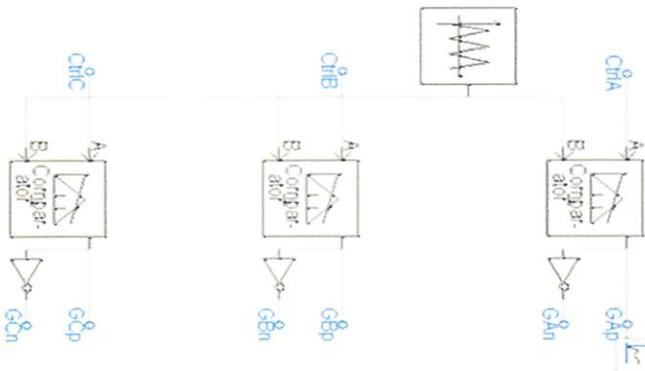 CtrlA
A
B
Compar-
ator
GAp
GAn
CtrlB
A
B
Compar-
ator
GBp
GBn
CtrlC
A
B
Compar-
ator
GCp
GCn